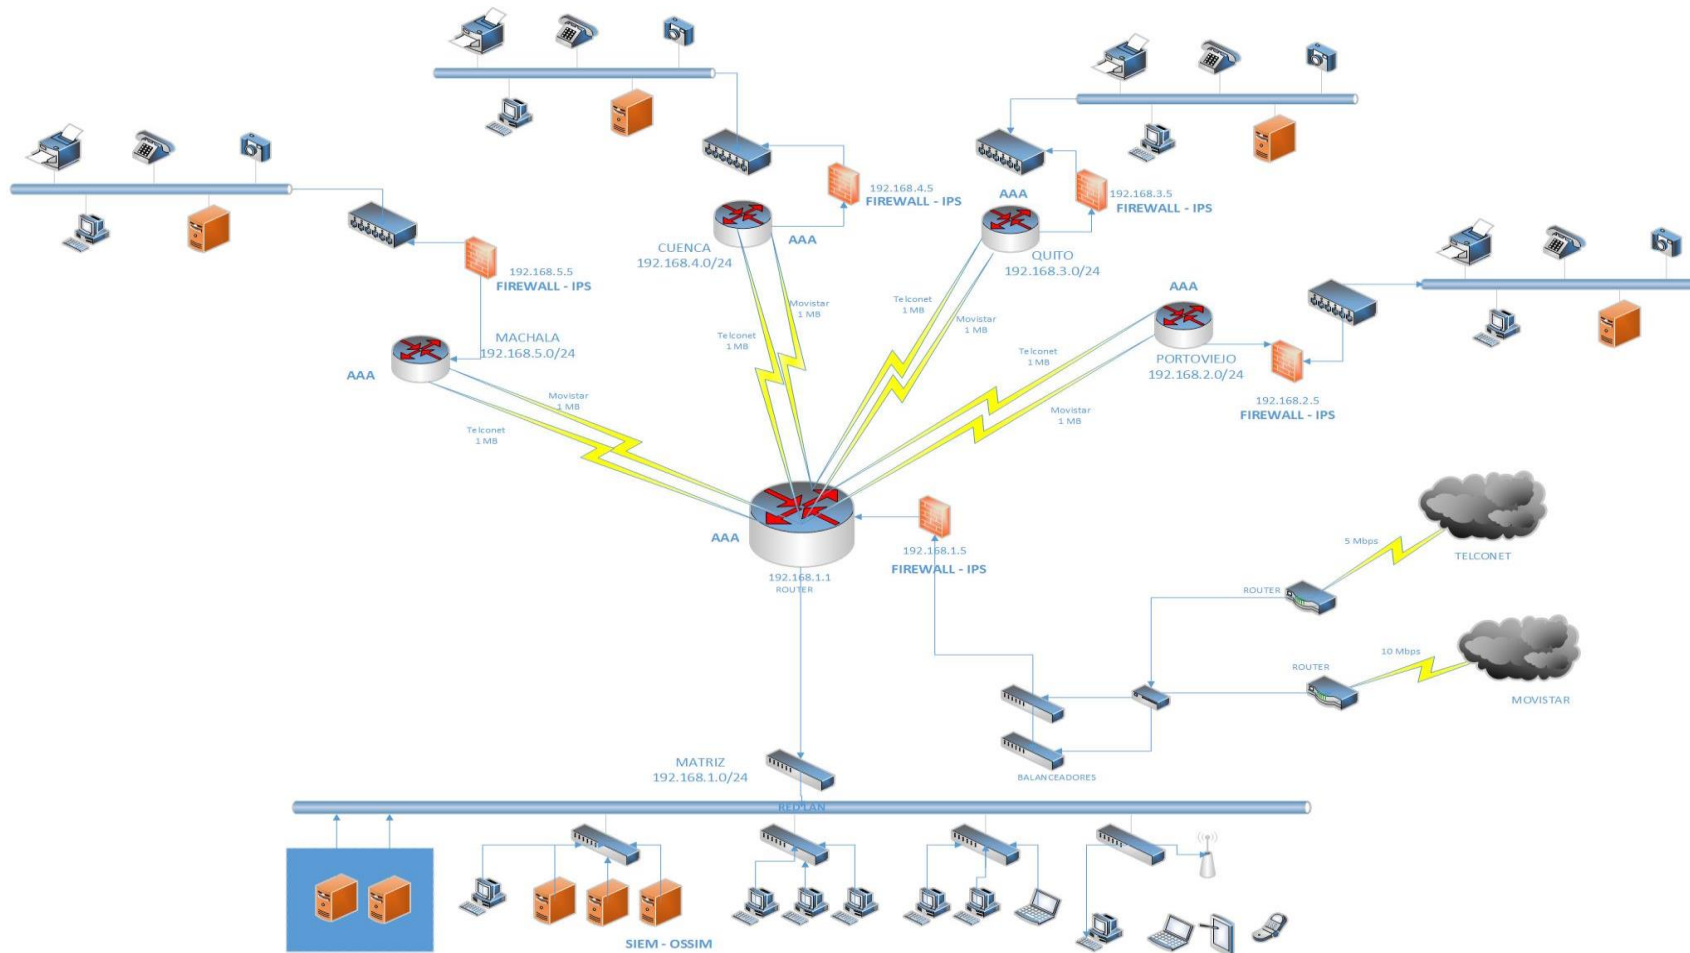 192.168.4.5
FIREWALL - IPS
AAA
192.168.3.5
FIREWALL - IPS
CUENCA
192.168.4.0/24
AAA
QUITO
192.168.3.0/24
192.168.5.5
FIREWALL - IPS
AAA
Movistar
1 MB
Telconet
1 MB
Telconet
1 MB
Movistar
1 MB
MACHALA
192.168.5.0/24
AAA
Telconet
1 MB
PORTOVIEJO
192.168.2.0/24
Movistar
1 MB
Telconet
1 MB
Movistar
1 MB
192.168.2.5
FIREWALL - IPS
AAA
192.168.1.1
ROUTER
192.168.1.5
FIREWALL - IPS
5 Mbps
TELCONET
ROUTER
10 Mbps
ROUTER
MOVISTAR
BALANCEADORES
MATRIZ
192.168.1.0/24
RED LAN
SIEM - OSSIM